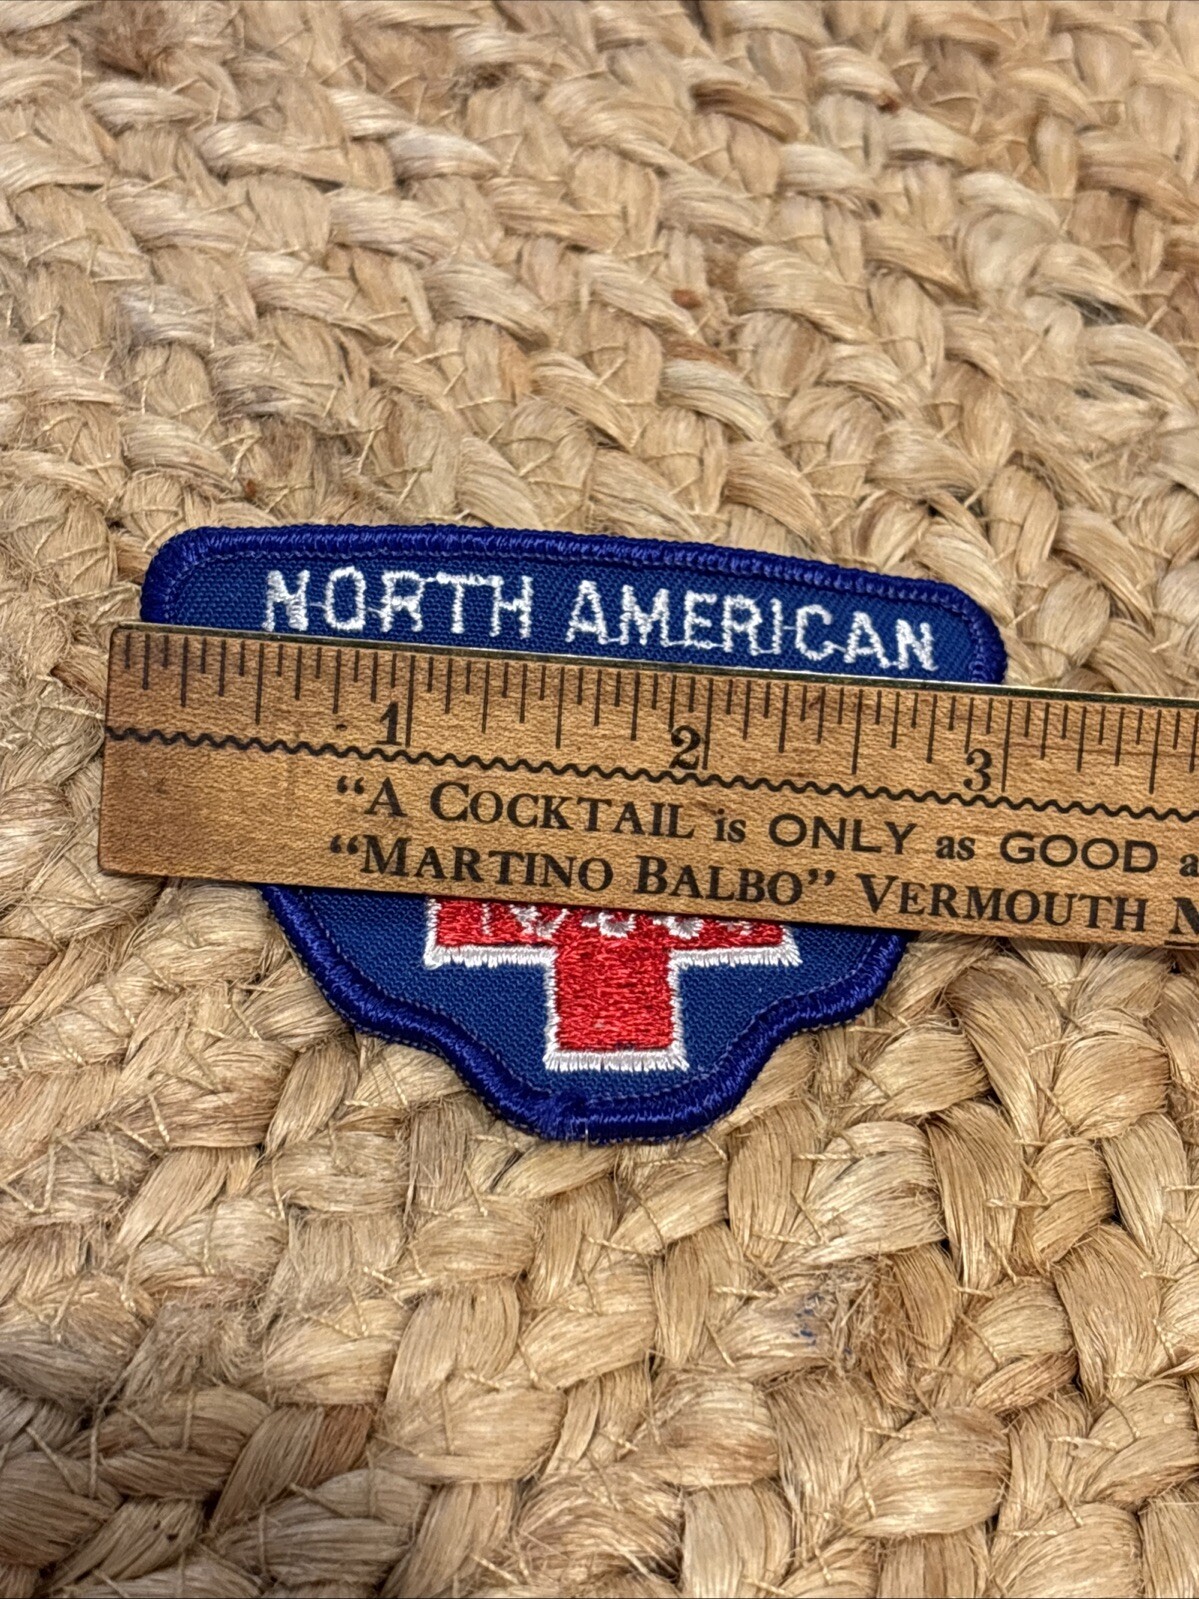 NORTH AMERICAN
1 2 3
"A COCKTAIL is ONLY as GOOD
"MARTINO BALBO" VERMOUTH